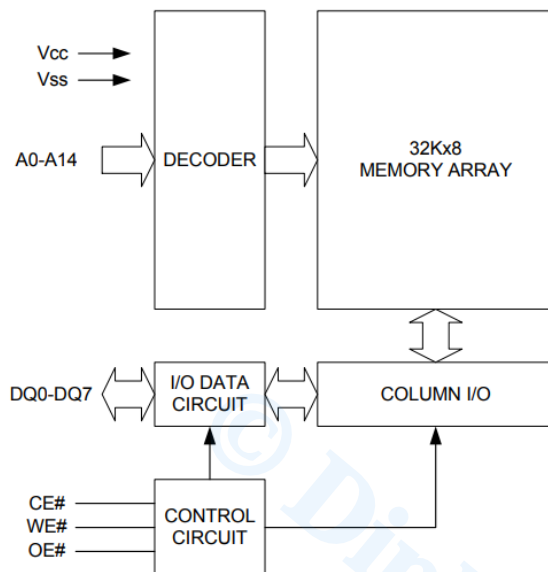 Vcc
Vss
A0-A14
DECODER
32Kx8
MEMORY ARRAY
DQ0-DQ7
I/O DATA
CIRCUIT
COLUMN I/O
CE#
WE#
OE#
CONTROL
CIRCUIT
©